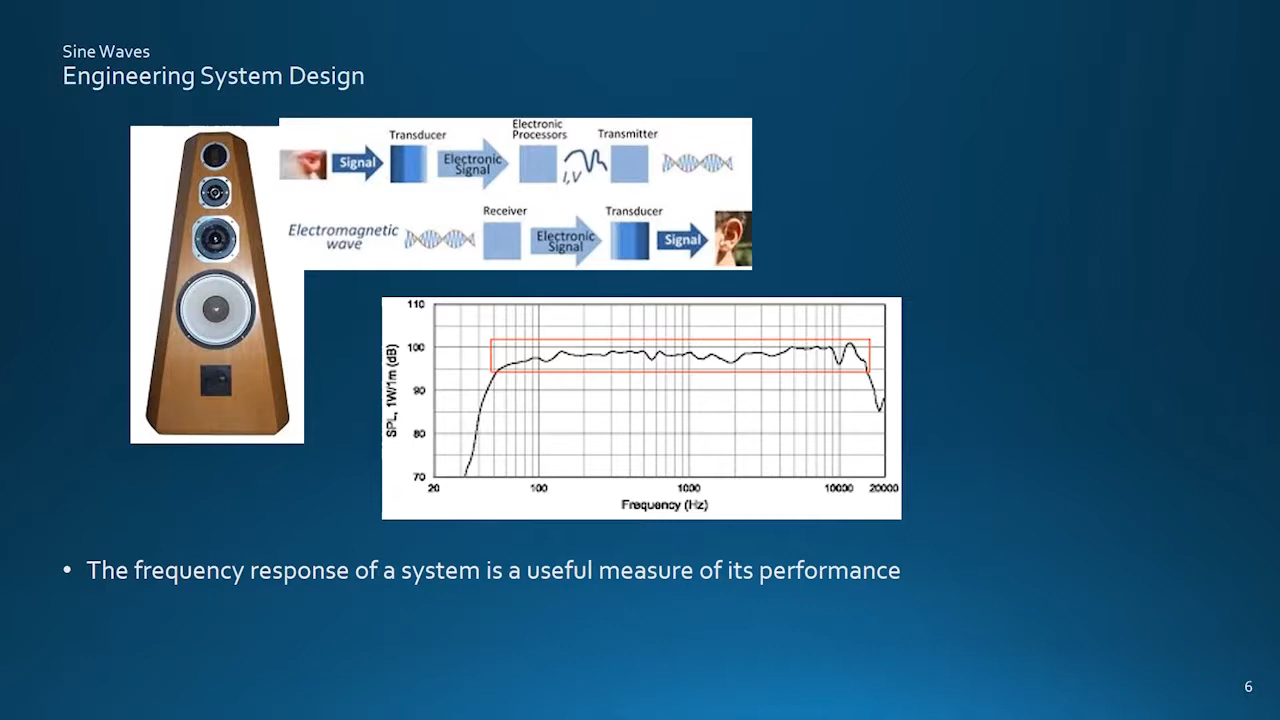 Sine Waves
Engineering System Design
Transducer
Electronic
Processors
Transmitter
Signal
Electronic
Signal
I,V
Receiver
Transducer
Electromagnetic
wave
Electronic
Signal
Signal
110
100
90
80
70
SPL, 1W/1m (dB)
20
100
1000
10000
20000
Frequency (Hz)
• The frequency response of a system is a useful measure of its performance
6